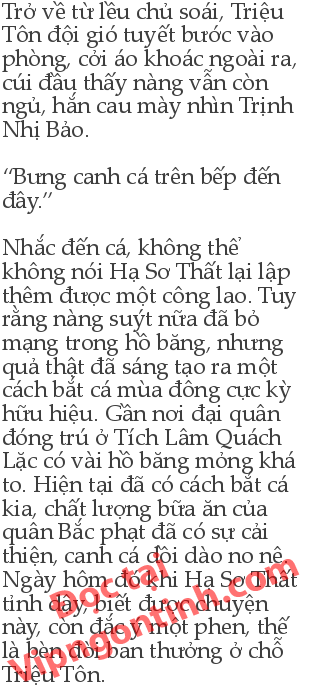 Trở về từ lều chủ soái, Triệu
Tôn đội gió tuyết bước vào
phòng, cởi áo khoác ngoài ra,
cúi đầu thấy nàng vẫn còn
ngủ, hắn cau mày nhìn Trịnh
Nhị Bảo.
“Bưng canh cá trên bếp đến
đây.”
Nhắc đến cá, không thể
không nói Hạ Sơ Thất lại lập
thêm được một công lao. Tuy
rằng nàng suýt nữa đã bỏ
mạng trong hồ băng, nhưng
quả thật đã sáng tạo ra một
cách bắt cá mùa đông cực kỳ
hữu hiệu. Gần nơi đại quân
đóng trú ở Tích Lâm Quách
Lặc có vài hồ băng mỏng khá
to. Hiện tại đã có cách bắt cá
kia, chất lượng bữa ăn của
quân Bắc phạt đã có sự cải
thiện, canh cá dồi dào no nê.
Ngày hôm đó khi Hạ Sơ Thất
tỉnh dậy, biết được chuyện
này, còn đắc ý một phen, thế
là bèn đòi ban thưởng ở chỗ
Triệu Tôn.
Đọc tại
Vipngontinh.com